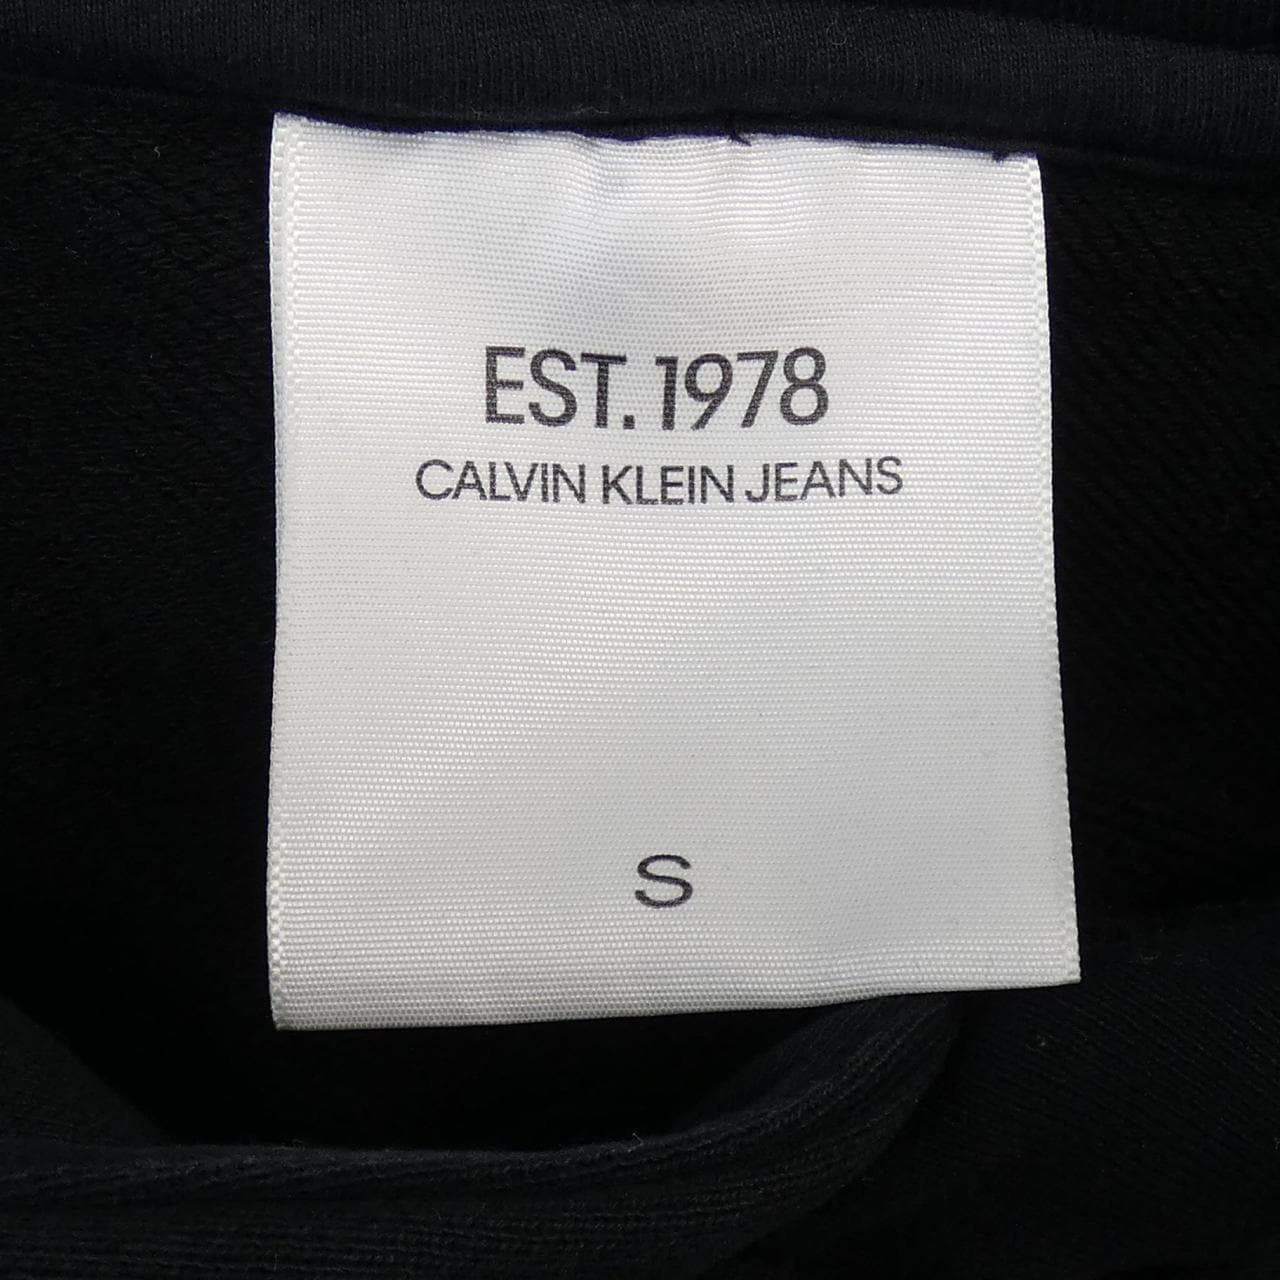 EST. 1978
CALVIN KLEIN JEANS
S